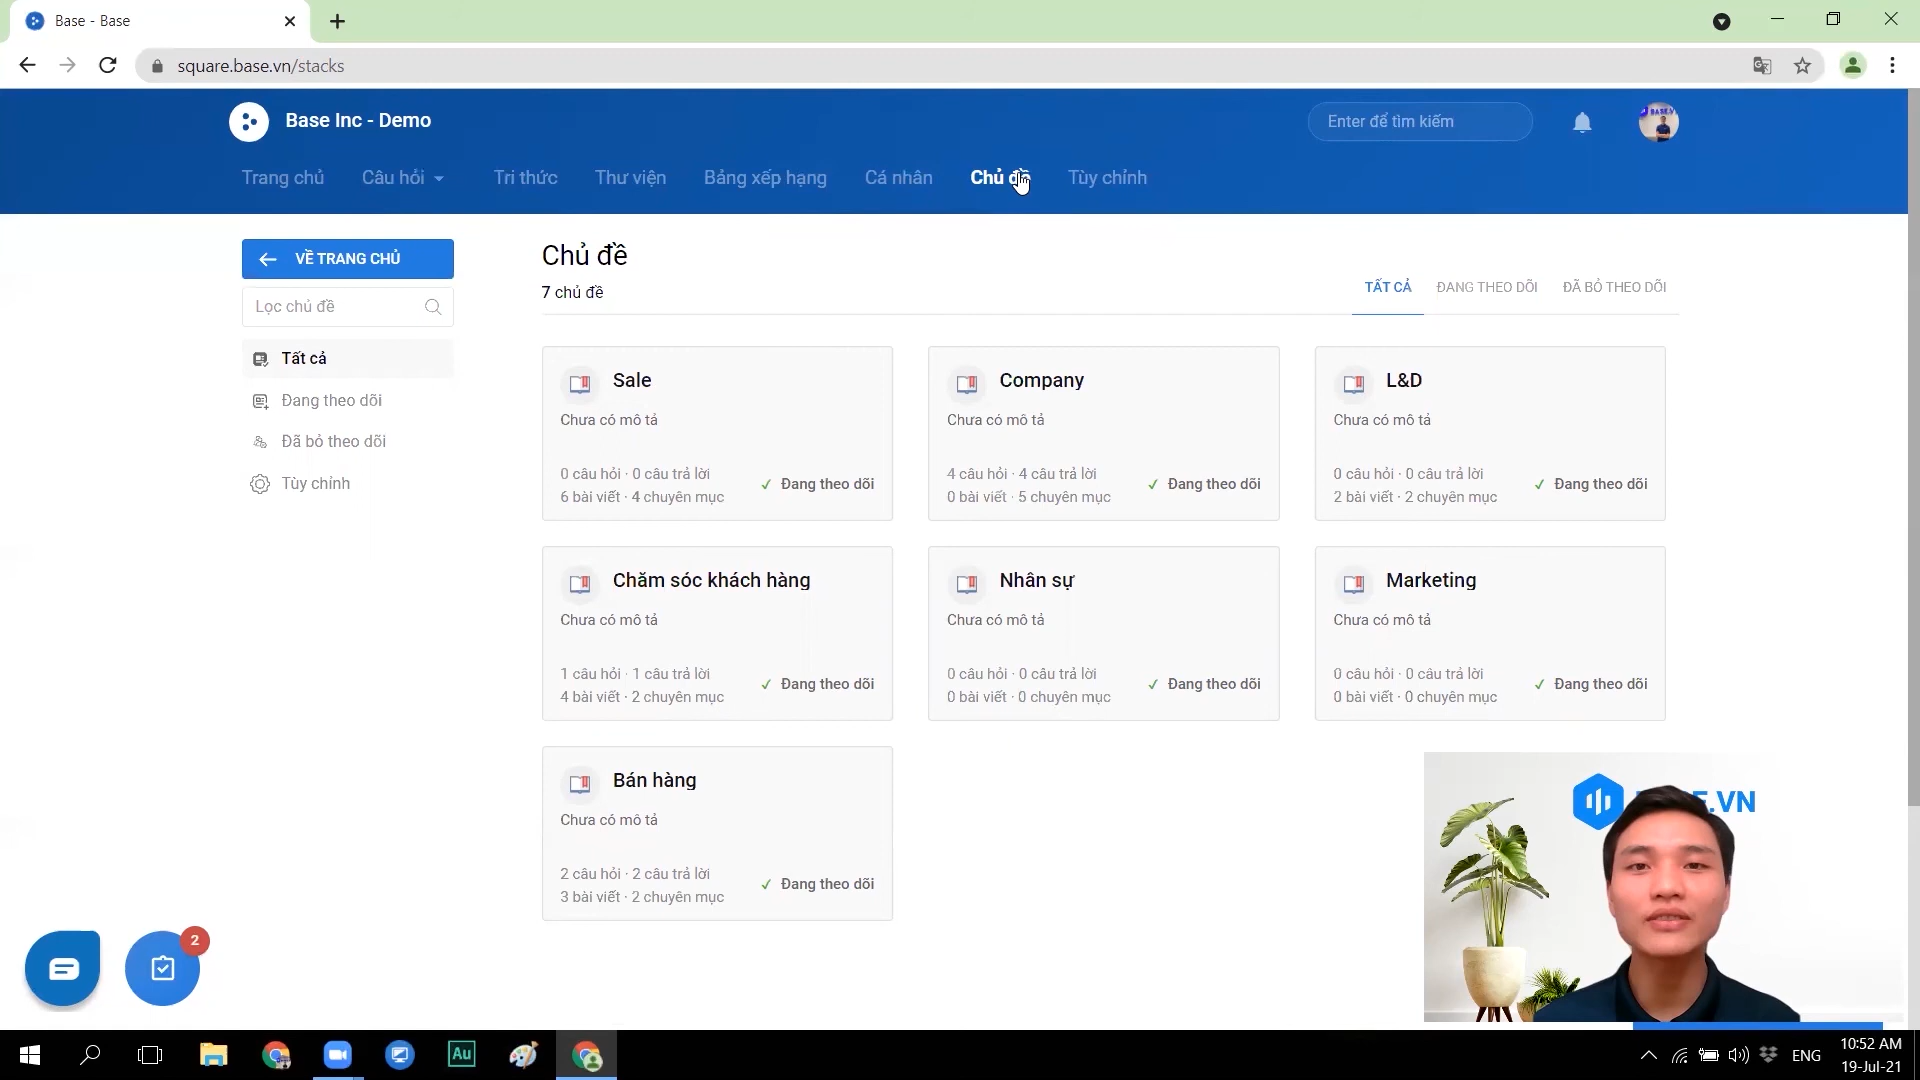 Base - Base
square.base.vn/stacks
Base Inc - Demo
Enter để tìm kiếm
BASE.V
Trang chủ
Câu hỏi
Tri thức
Thư viện
Bảng xếp hạng
Cá nhân
Chủ đề
Tùy chỉnh
VỀ TRANG CHỦ
Lọc chủ đề
Tất cả
Đang theo dõi
Đã bỏ theo dõi
Tùy chỉnh
Chủ đề
7 chủ đề
TẤT CẢ
ĐANG THEO DÕI
ĐÃ BỎ THEO DÕI
Sale
Chưa có mô tả
0 câu hỏi · 0 câu trả lời
6 bài viết · 4 chuyên mục
Đang theo dõi
Company
Chưa có mô tả
4 câu hỏi · 4 câu trả lời
0 bài viết · 5 chuyên mục
Đang theo dõi
L&D
Chưa có mô tả
0 câu hỏi · 0 câu trả lời
2 bài viết · 2 chuyên mục
Đang theo dõi
Chăm sóc khách hàng
Chưa có mô tả
1 câu hỏi · 1 câu trả lời
4 bài viết · 2 chuyên mục
Đang theo dõi
Nhân sự
Chưa có mô tả
0 câu hỏi · 0 câu trả lời
0 bài viết · 0 chuyên mục
Đang theo dõi
Marketing
Chưa có mô tả
0 câu hỏi · 0 câu trả lời
0 bài viết · 0 chuyên mục
Đang theo dõi
Bán hàng
Chưa có mô tả
2 câu hỏi · 2 câu trả lời
3 bài viết · 2 chuyên mục
Đang theo dõi
E.VN
2
Au
ENG
10:52 AM
19-Jul-21